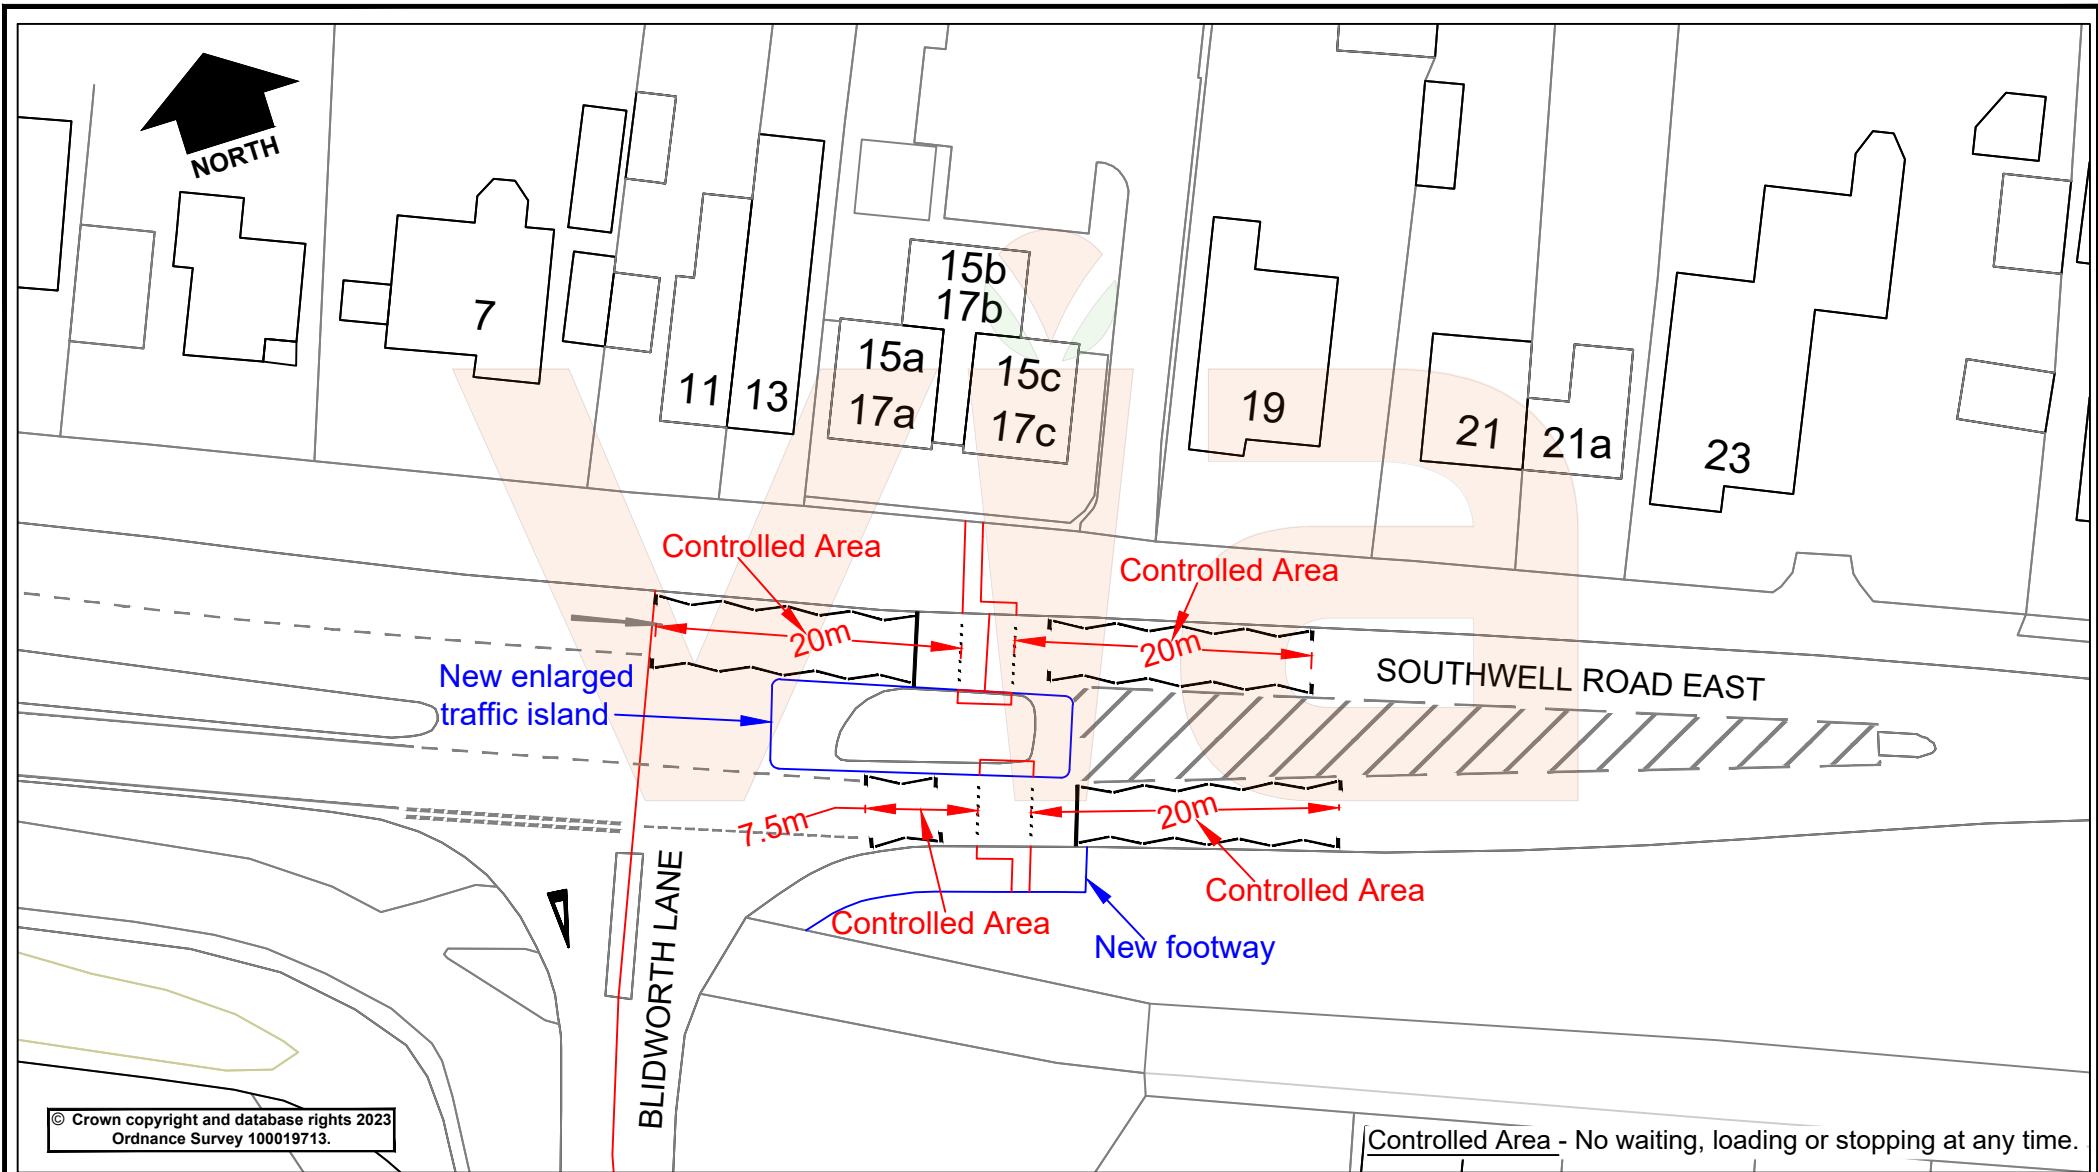 NORTH
7
11
13
15b
17b
15a
17a
15c
17c
19
21
21a
23
Controlled Area
Controlled Area
20m
20m
SOUTHWELL ROAD EAST
New enlarged
traffic island
7.5m
20m
Controlled Area
Controlled Area
New footway
BLIDWORTH LANE
via
© Crown copyright and database rights 2023
Ordnance Survey 100019713.
Controlled Area - No waiting, loading or stopping at any time.